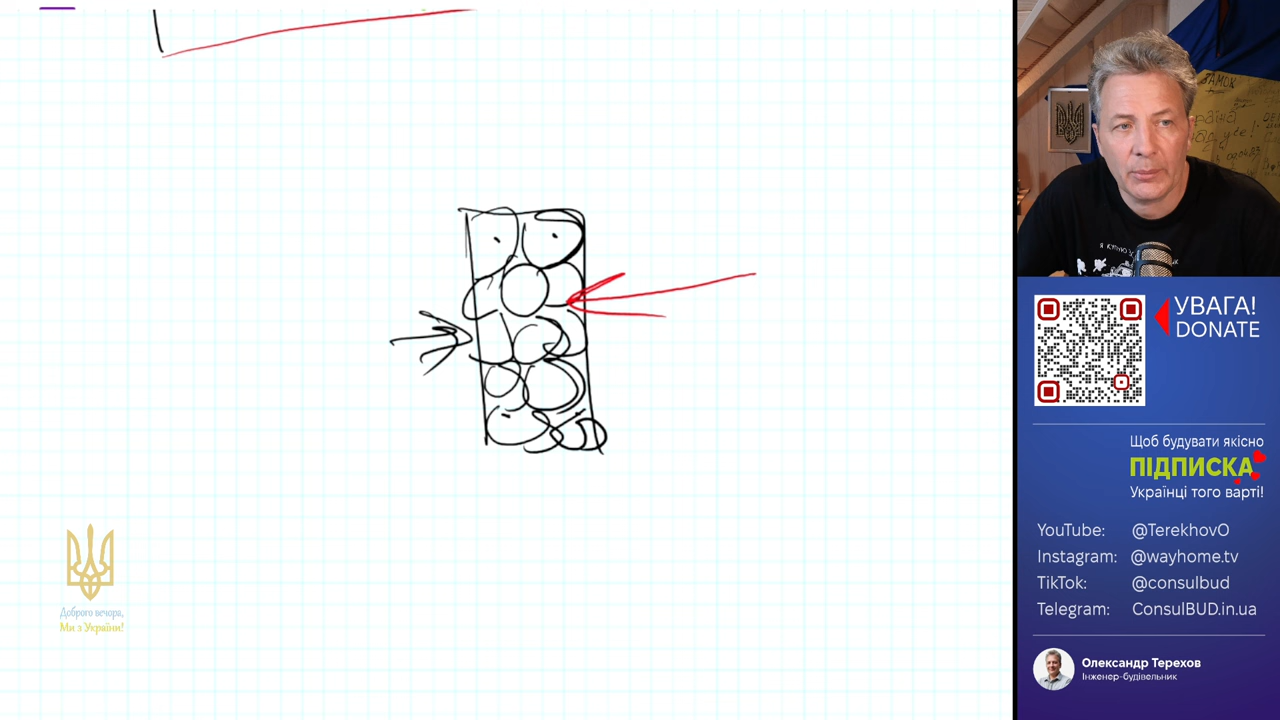 Доброго вечора,
Ми з України!
УВАГА!
DONATE
Щоб будувати якісно
ПІДПИСКА
Українці того варті!
YouTube: @TerekhovO
Instagram: @wayhome.tv
TikTok: @consulbud
Telegram: ConsulBUD.in.ua
Олександр Терехов
Інженер-будівельник